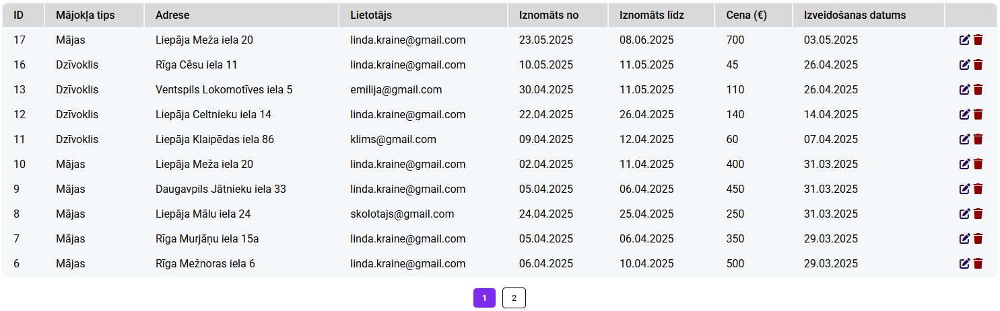 ID Mājokļa tips Adrese Lietotājs Iznomāts no Iznomāts līdz Cena (€) Izveidošanas datums
17 Mājas Liepāja Meža iela 20 linda.kraine@gmail.com 23.05.2025 08.06.2025 700 03.05.2025
16 Dzīvoklis Rīga Cēsu iela 11 linda.kraine@gmail.com 10.05.2025 11.05.2025 45 26.04.2025
13 Dzīvoklis Ventspils Lokomotīves iela 5 emilija@gmail.com 30.04.2025 11.05.2025 110 26.04.2025
12 Dzīvoklis Liepāja Celtnieku iela 14 linda.kraine@gmail.com 22.04.2025 26.04.2025 140 14.04.2025
11 Dzīvoklis Liepāja Klaipēdas iela 86 klims@gmail.com 09.04.2025 12.04.2025 60 07.04.2025
10 Mājas Liepāja Meža iela 20 linda.kraine@gmail.com 02.04.2025 11.04.2025 400 31.03.2025
9 Mājas Daugavpils Jātnieku iela 33 linda.kraine@gmail.com 05.04.2025 06.04.2025 450 31.03.2025
8 Mājas Liepāja Mālu iela 24 skolotajs@gmail.com 24.04.2025 25.04.2025 250 31.03.2025
7 Mājas Rīga Murjāņu iela 15a linda.kraine@gmail.com 05.04.2025 06.04.2025 350 29.03.2025
6 Mājas Rīga Mežnoras iela 6 linda.kraine@gmail.com 06.04.2025 10.04.2025 500 29.03.2025
1 2